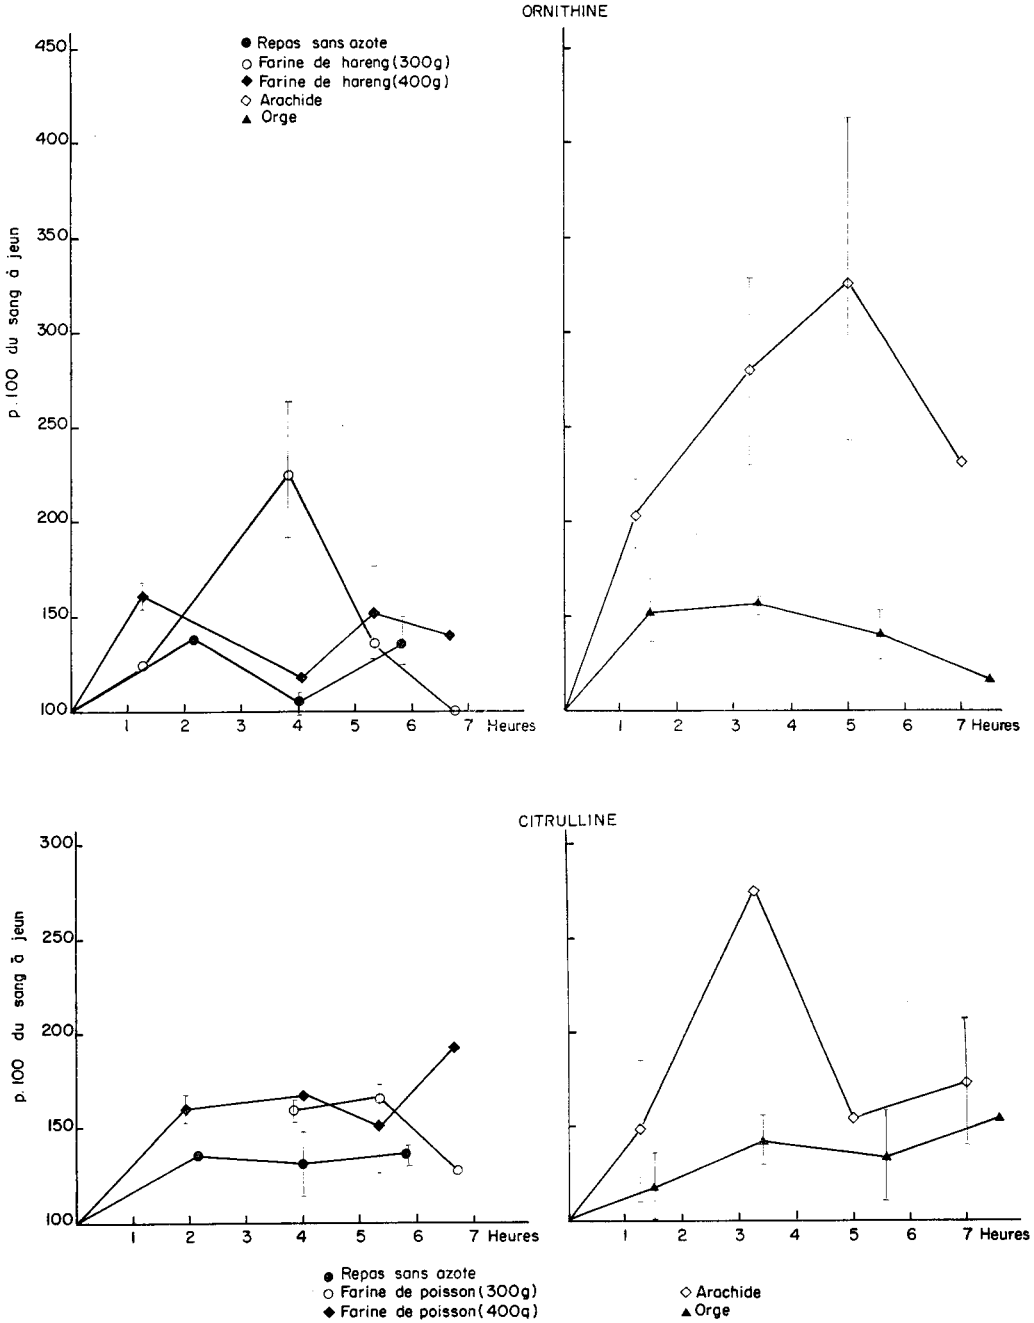 ORNITHINE
● Repas sans azote
○ Farine de hareng (300g)
◆ Farine de hareng (400g)
◇ Arachide
▲ Orge
450
400
350
300
250
200
150
100
p.100 du sang à jeun
1 2 3 4 5 6 7 Heures
1 2 3 4 5 6 7 Heures
CITRULLINE
300
250
200
150
100
p.100 du sang à jeun
1 2 3 4 5 6 7 Heures
1 2 3 4 5 6 7 Heures
● Repas sans azote
○ Farine de poisson (300g)
◆ Farine de poisson (400g)
◇ Arachide
▲ Orge